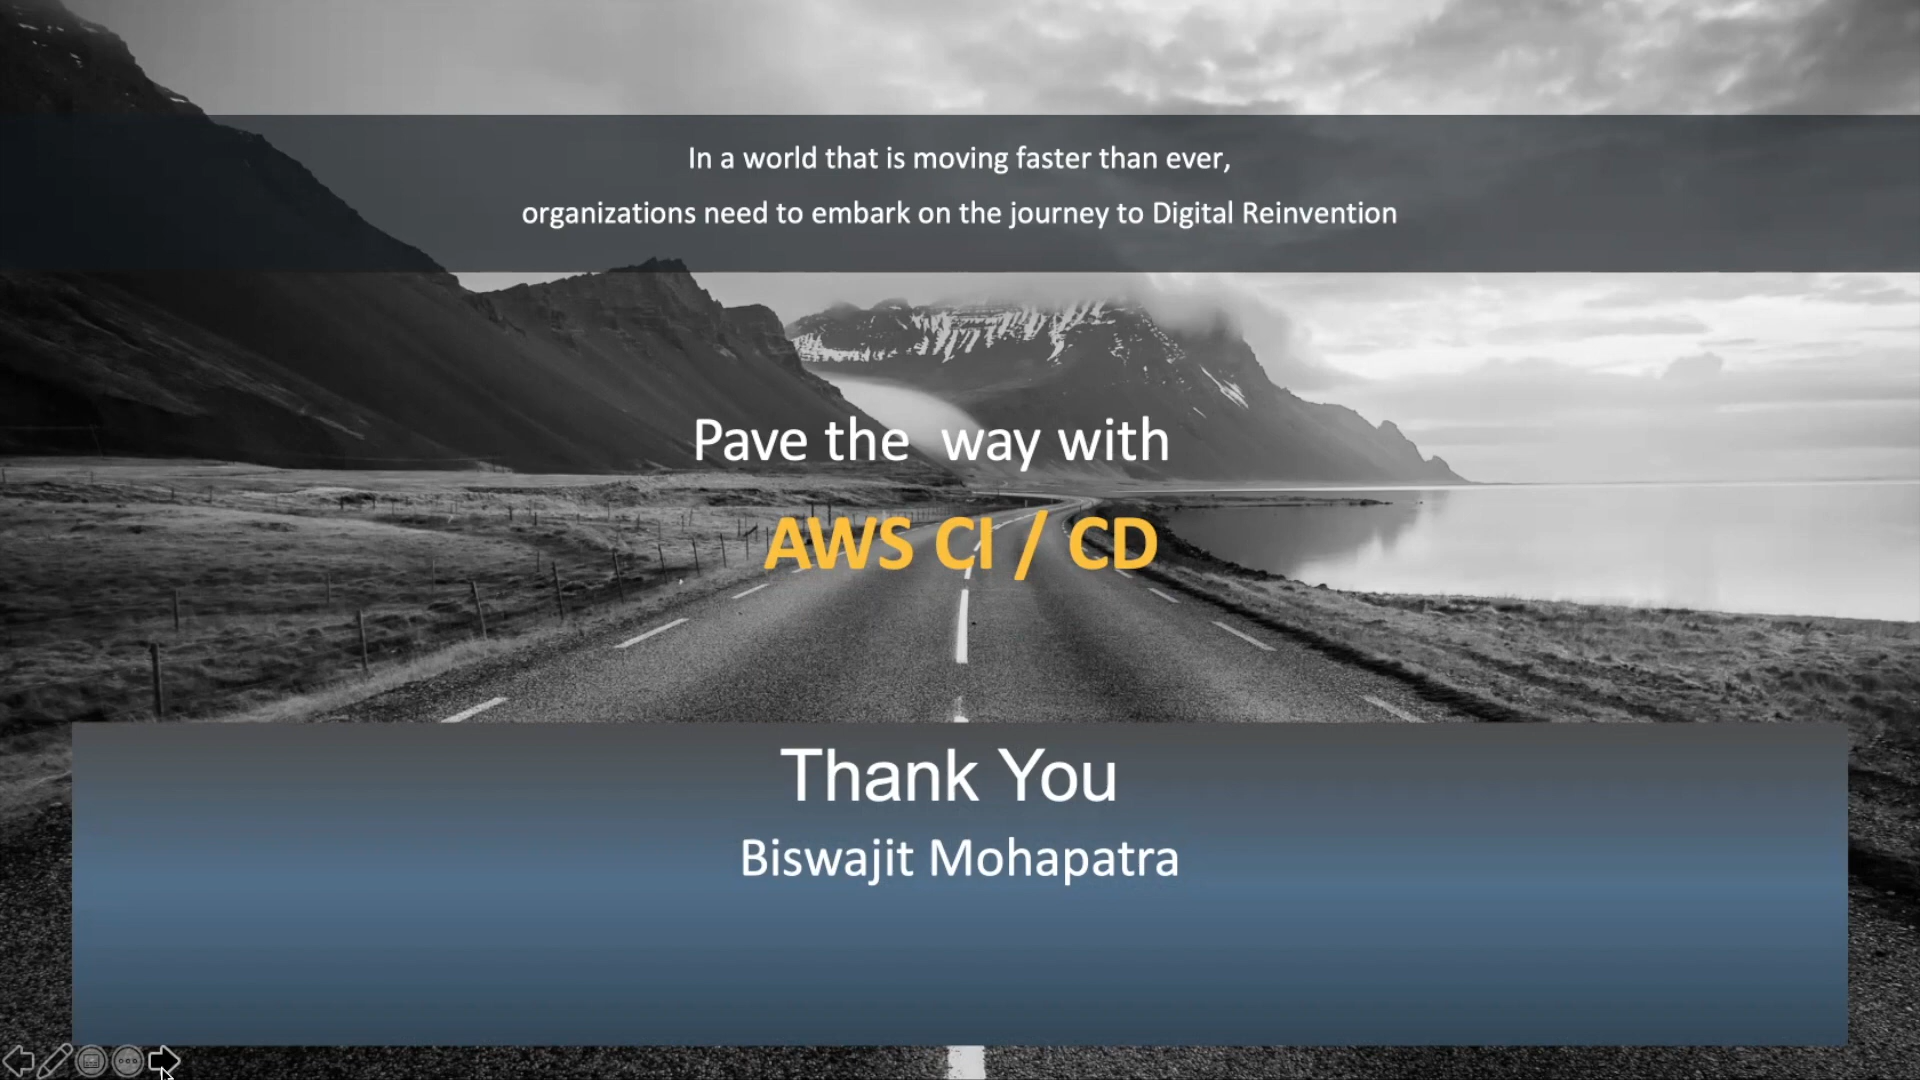 In a world that is moving faster than ever,
organizations need to embark on the journey to Digital Reinvention
Pave the  way with
AWS CI / CD
Thank You
Biswajit Mohapatra